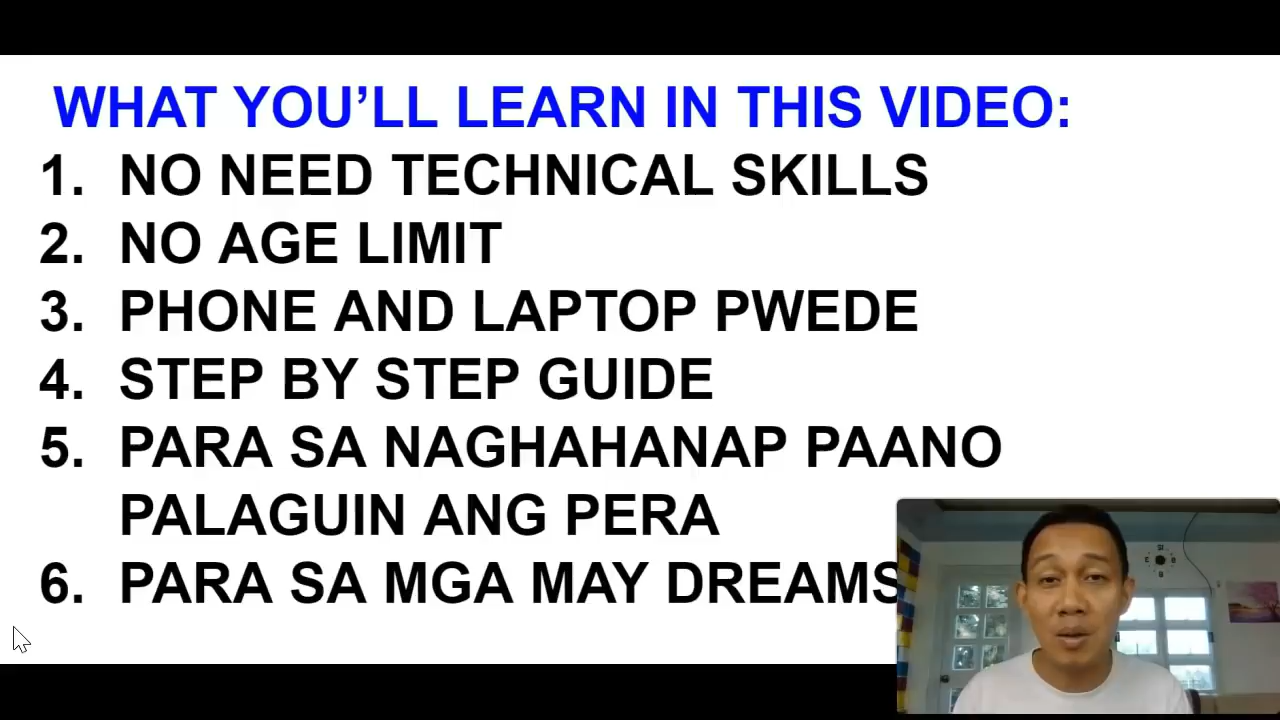 WHAT YOU'LL LEARN IN THIS VIDEO:
1. NO NEED TECHNICAL SKILLS
2. NO AGE LIMIT
3. PHONE AND LAPTOP PWEDE
4. STEP BY STEP GUIDE
5. PARA SA NAGHAHANAP PAANO
PALAGUIN ANG PERA
6. PARA SA MGA MAY DREAMS